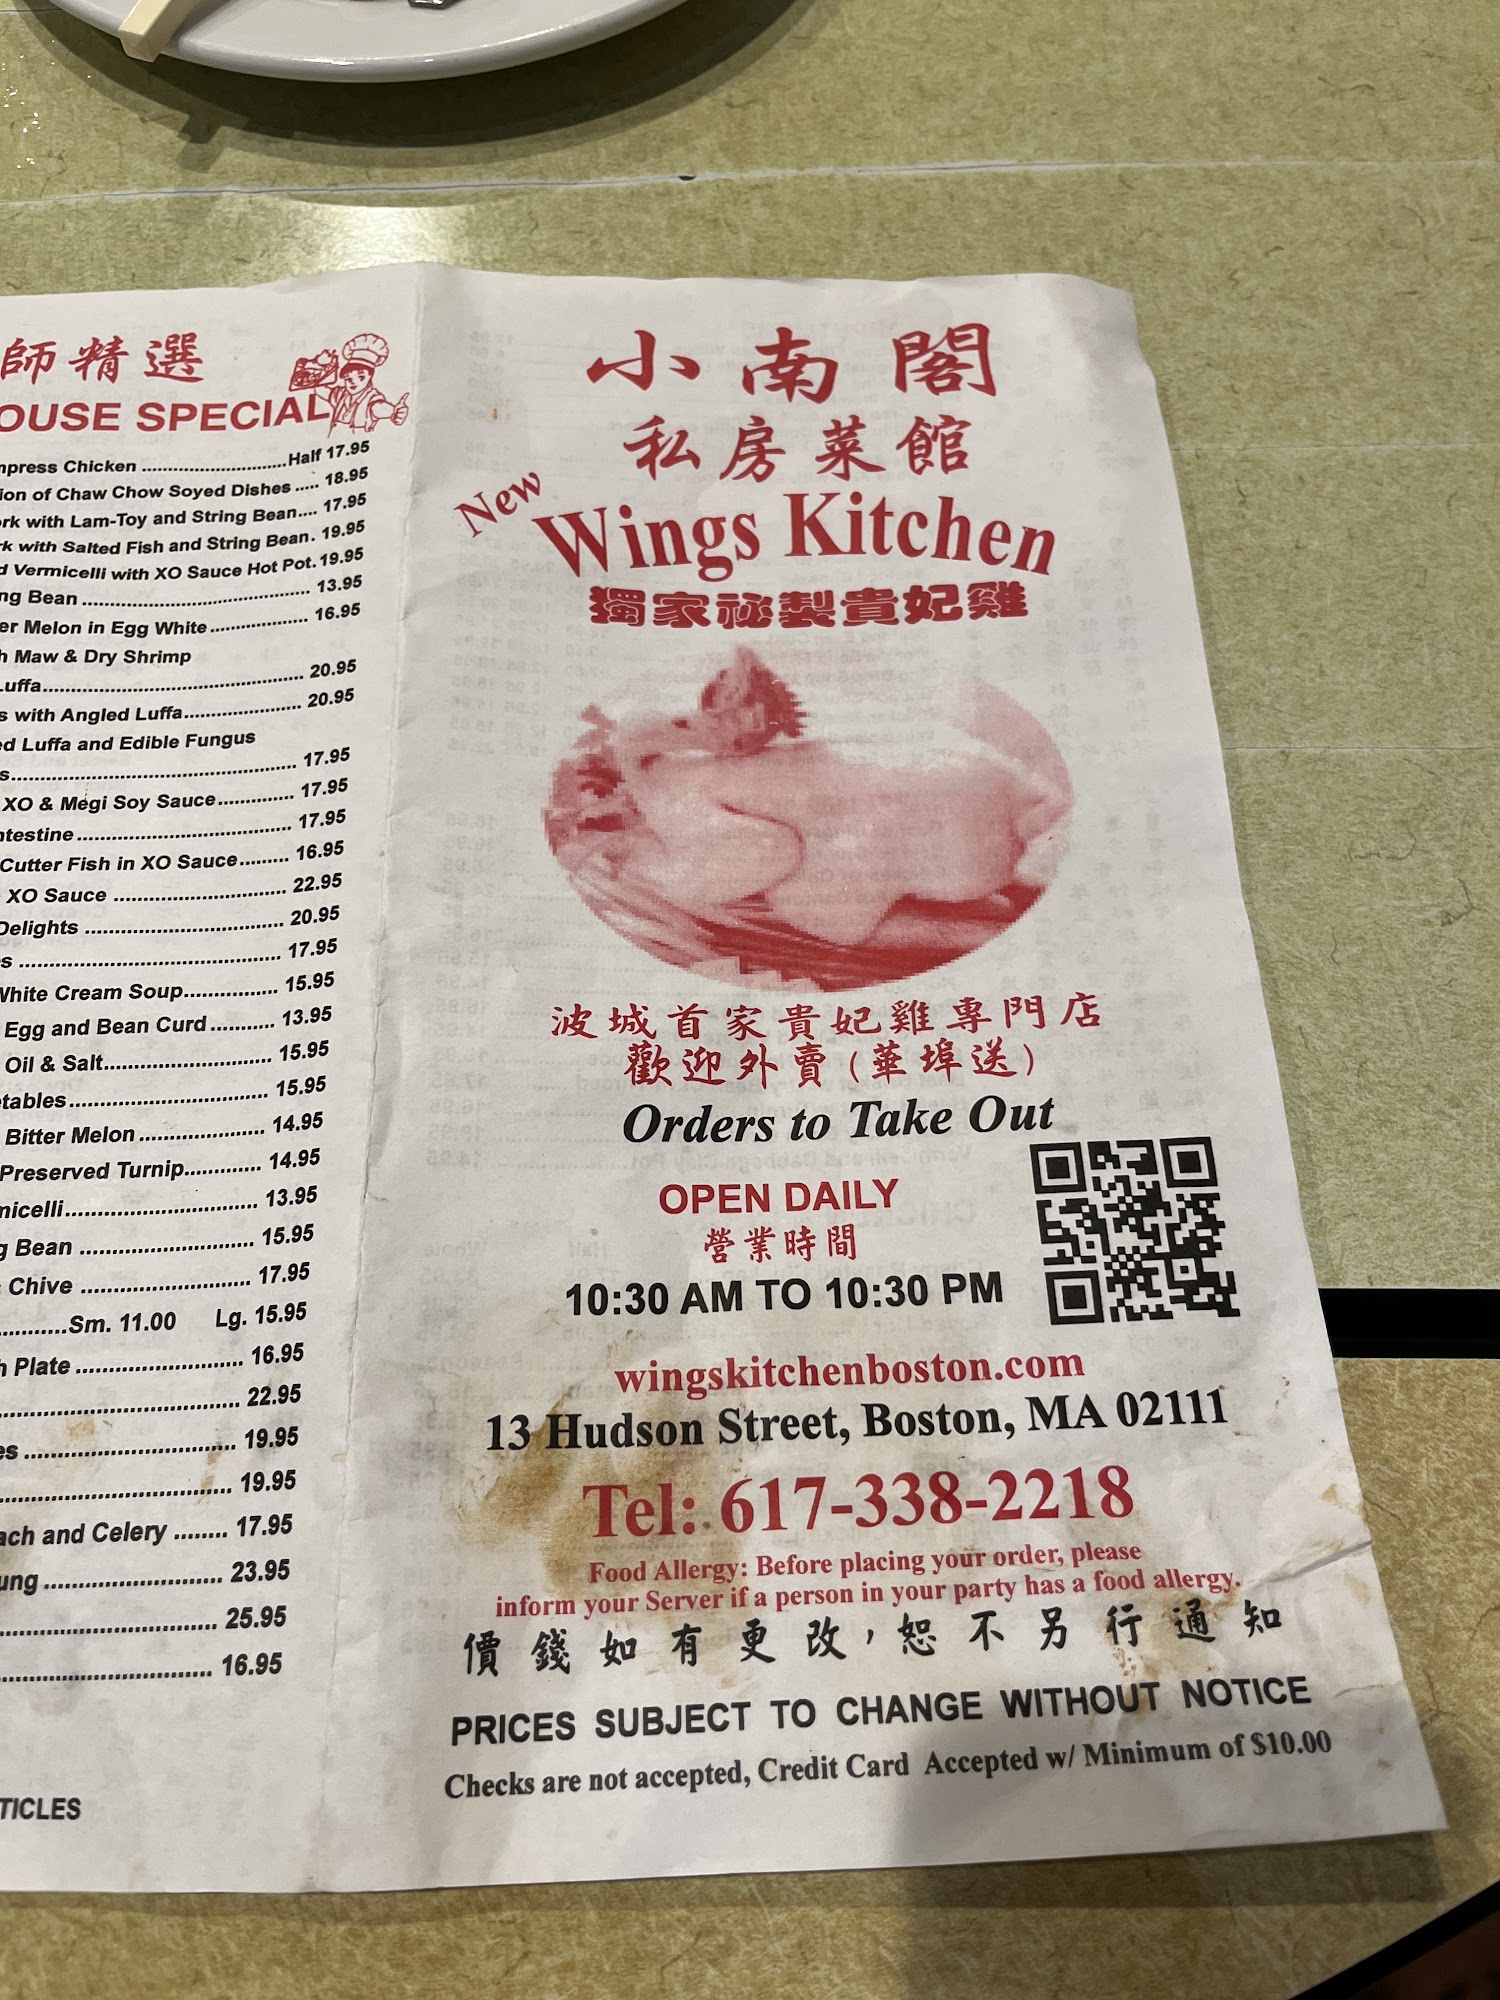 師精選
OUSE SPECIAL
npress Chicken ............................Half 17.95
ion of Chaw Chow Soyed Dishes ..... 18.95
ork with Lam-Toy and String Bean.... 17.95
rk with Salted Fish and String Bean. 19.95
d Vermicelli with XO Sauce Hot Pot. 19.95
ng Bean .................................... 13.95
er Melon in Egg White.................. 16.95
h Maw & Dry Shrimp
Luffa............................................ 20.95
s with Angled Luffa..................... 20.95
ed Luffa and Edible Fungus
s.................................................. 17.95
XO & Megi Soy Sauce.............. 17.95
ntestine..................................... 17.95
Cutter Fish in XO Sauce......... 16.95
XO Sauce ............................... 22.95
Delights ................................... 20.95
s .............................................. 17.95
White Cream Soup................ 15.95
Egg and Bean Curd........... 13.95
Oil & Salt............................. 15.95
etables................................... 15.95
Bitter Melon...................... 14.95
Preserved Turnip............. 14.95
micelli.................................. 13.95
g Bean .............................. 15.95
Chive ............................. 17.95
............Sm. 11.00 Lg. 15.95
h Plate............................. 16.95
......................................... 22.95
es .................................... 19.95
....................................... 19.95
ach and Celery ........ 17.95
ung.............................. 23.95
..................................... 25.95
.................................... 16.95
TICLES
小南閣
私房菜館
New
Wings Kitchen
獨家祕製貴妃雞
波城首家貴妃雞專門店
歡迎外賣(華埠送)
Orders to Take Out
OPEN DAILY
營業時間
10:30 AM TO 10:30 PM
wingskitchenboston.com
13 Hudson Street, Boston, MA 02111
Tel: 617-338-2218
Food Allergy: Before placing your order, please
inform your Server if a person in your party has a food allergy.
價錢如有更改,恕不另行通知
PRICES SUBJECT TO CHANGE WITHOUT NOTICE
Checks are not accepted, Credit Card Accepted w/ Minimum of $10.00